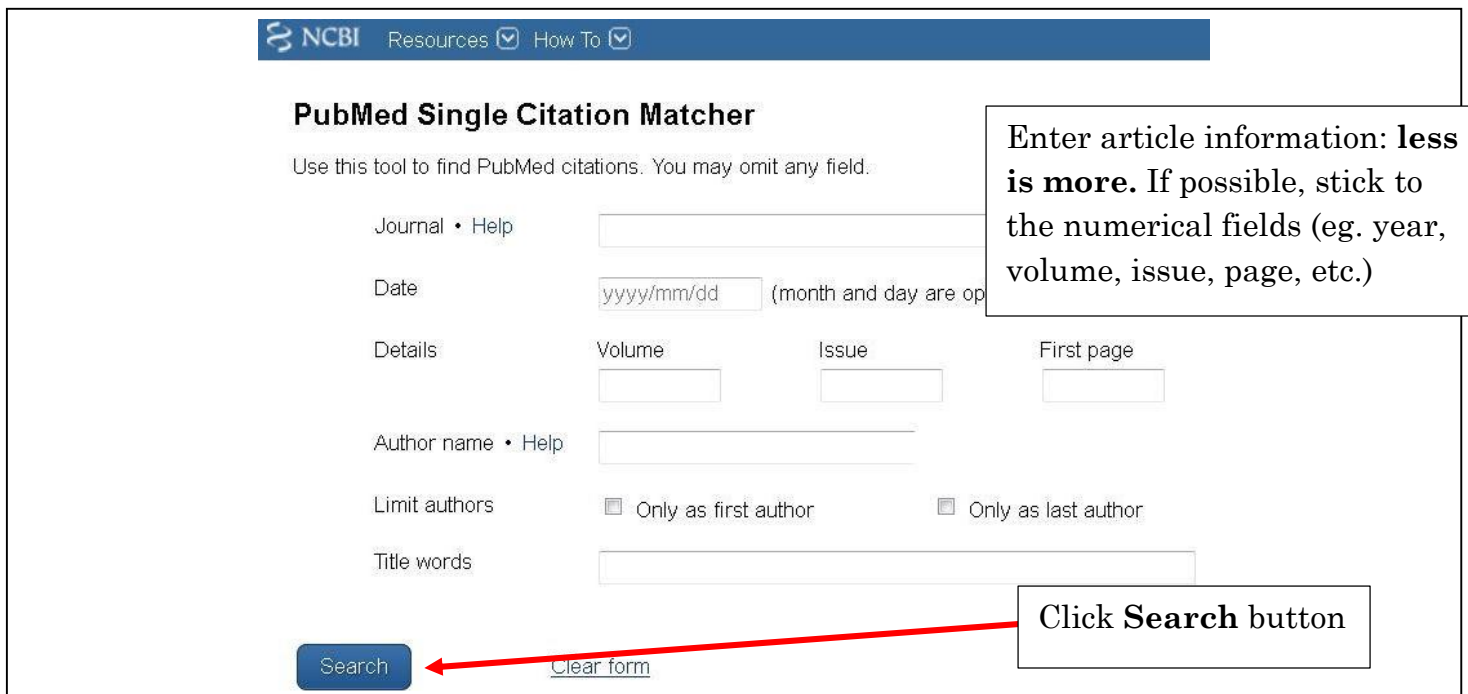 NCBI Resources How To
PubMed Single Citation Matcher
Use this tool to find PubMed citations. You may omit any field.
Enter article information: less
is more. If possible, stick to
the numerical fields (eg. year,
volume, issue, page, etc.)
Journal • Help
Date yyyy/mm/dd (month and day are op
Details Volume Issue First page
Author name • Help
Limit authors Only as first author Only as last author
Title words
Click Search button
Search Clear form